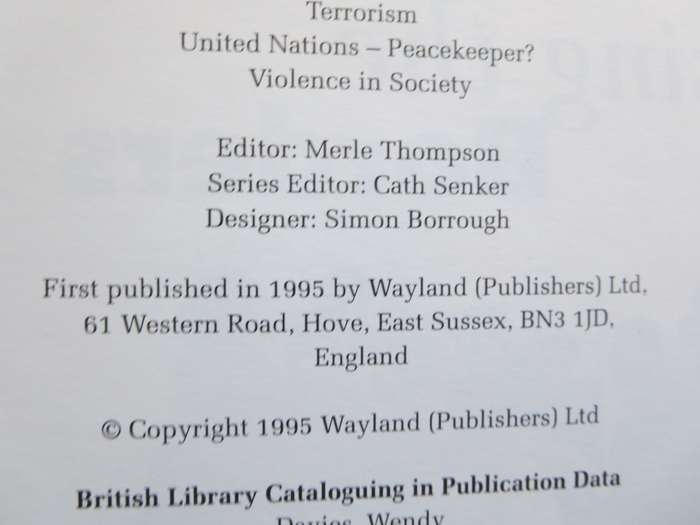 Terrorism
United Nations – Peacekeeper?
Violence in Society
Editor: Merle Thompson
Series Editor: Cath Senker
Designer: Simon Borrough
First published in 1995 by Wayland (Publishers) Ltd,
61 Western Road, Hove, East Sussex, BN3 1JD,
England
© Copyright 1995 Wayland (Publishers) Ltd
British Library Cataloguing in Publication Data
Davies, Wendy